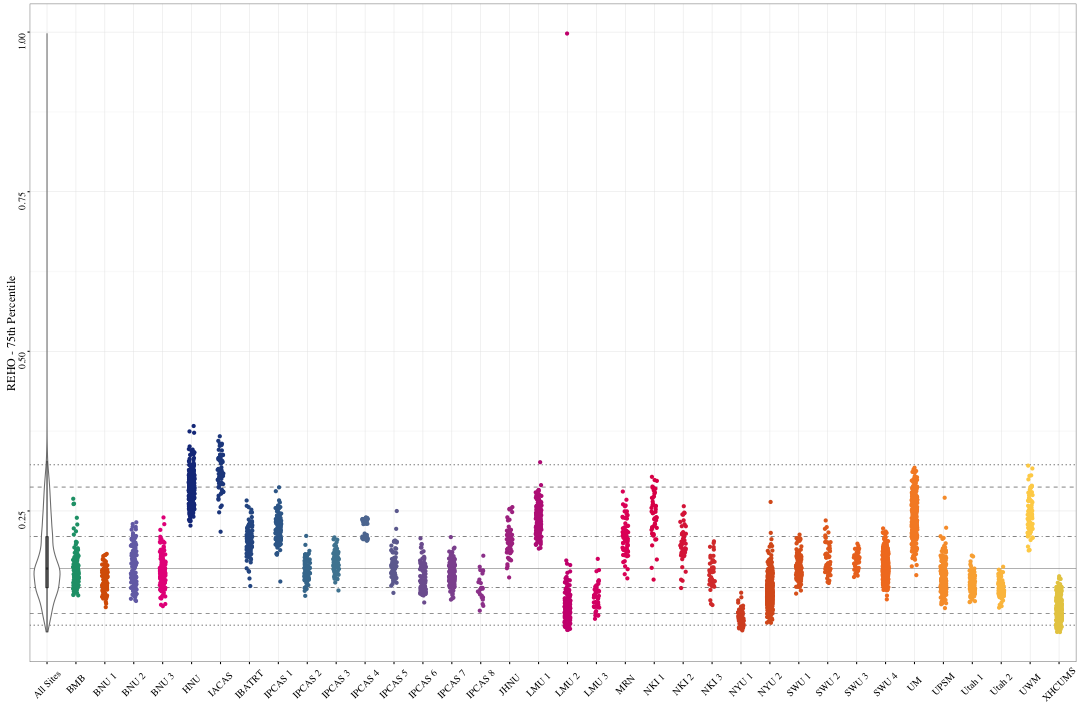 REHO - 75th Percentile
1.00
0.75
0.50
0.25
All Sites
BMB
BNU 1
BNU 2
BNU 3
HNU
IACAS
IBATRT
IPCAS 1
IPCAS 2
IPCAS 3
IPCAS 4
IPCAS 5
IPCAS 6
IPCAS 7
IPCAS 8
JHNU
LMU 1
LMU 2
LMU 3
MRN
NKI 1
NKI 2
NKI 3
NYU 1
NYU 2
SWU 1
SWU 2
SWU 3
SWU 4
UM
UPSM
Utah 1
Utah 2
UWM
XHCUMS